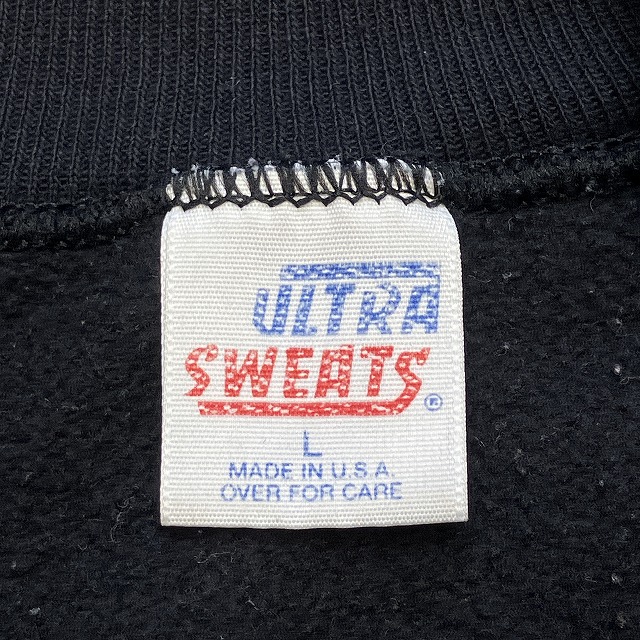 ULTRA
SWEATS ®
L
MADE IN U.S.A.
OVER FOR CARE